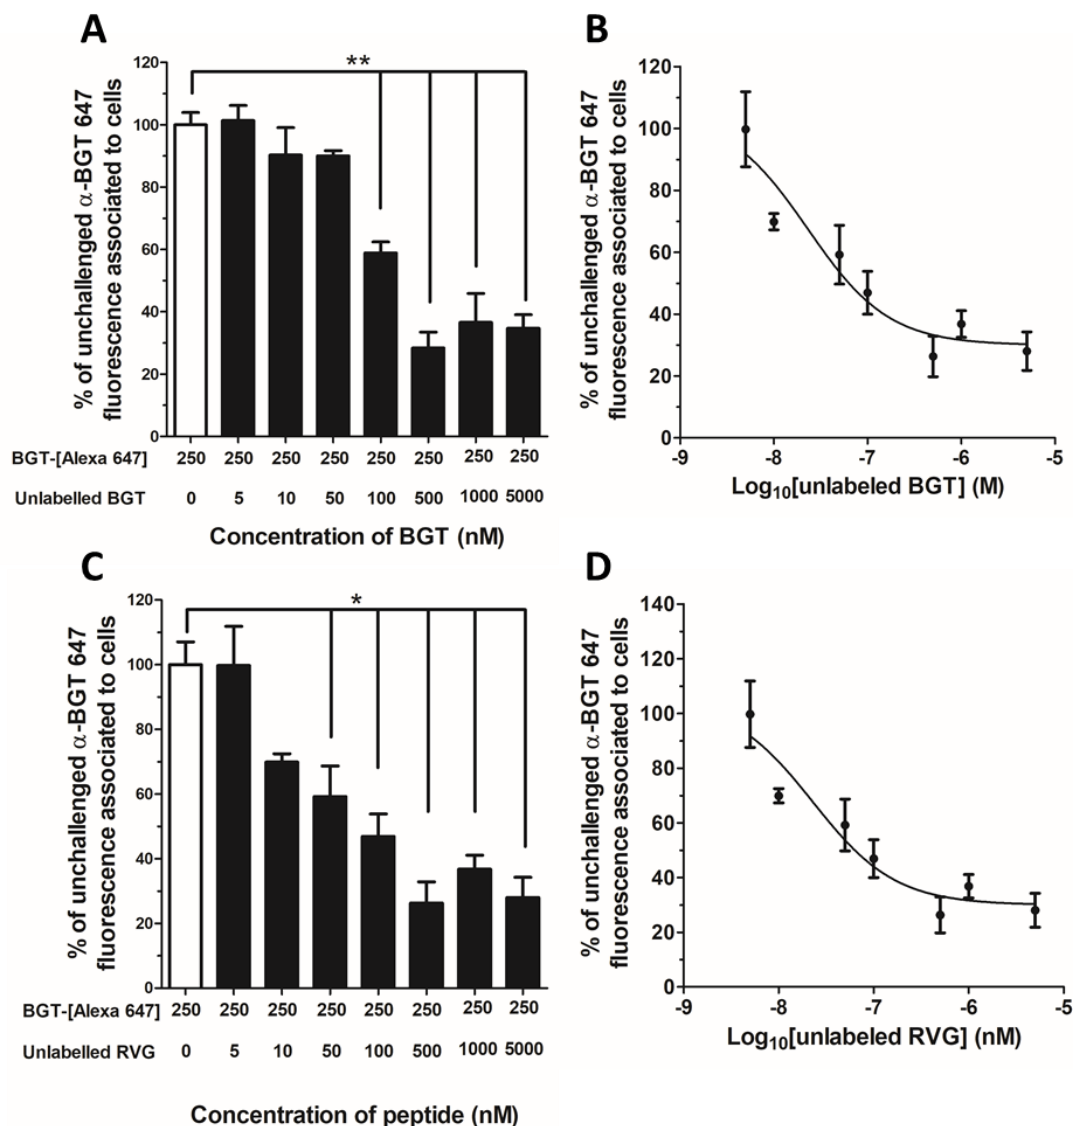 A
% of unchallenged α-BGT 647
fluorescence associated to cells
120
100
80
60
40
20
0
**
BGT-[Alexa 647] 250 250 250 250 250 250 250 250
Unlabelled BGT 0 5 10 50 100 500 1000 5000
Concentration of BGT (nM)
B
% of unchallenged α-BGT 647
fluorescence associated to cells
120
100
80
60
40
20
0
-9 -8 -7 -6 -5
Log10[unlabeled BGT] (M)
C
% of unchallenged α-BGT 647
fluorescence associated to cells
120
100
80
60
40
20
0
*
BGT-[Alexa 647] 250 250 250 250 250 250 250 250
Unlabelled RVG 0 5 10 50 100 500 1000 5000
Concentration of peptide (nM)
D
% of unchallenged α-BGT 647
fluorescence associated to cells
140
120
100
80
60
40
20
0
-9 -8 -7 -6 -5
Log10[unlabeled RVG] (nM)